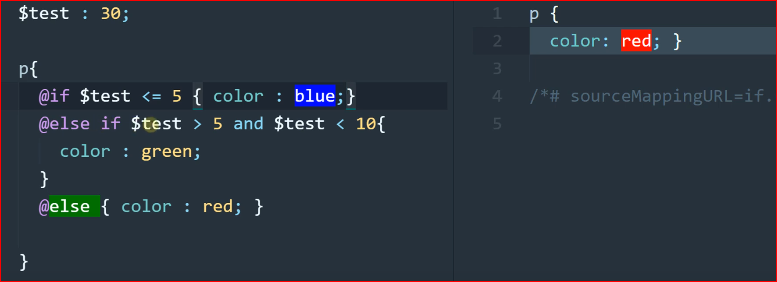 $test : 30;
p{
@if $test <= 5 { color : blue;}
@else if $test > 5 and $test < 10{
color : green;
}
@else { color : red; }
}
1 p {
2 color: red; }
3
4 /*# sourceMappingURL=if.
5